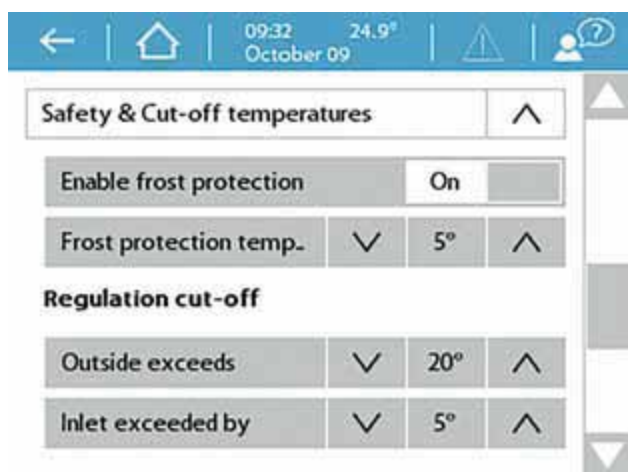 09:32 24.9°
October 09
?
Safety & Cut-off temperatures
Enable frost protection On
Frost protection temp.. 5°
Regulation cut-off
Outside exceeds 20°
Inlet exceeded by 5°